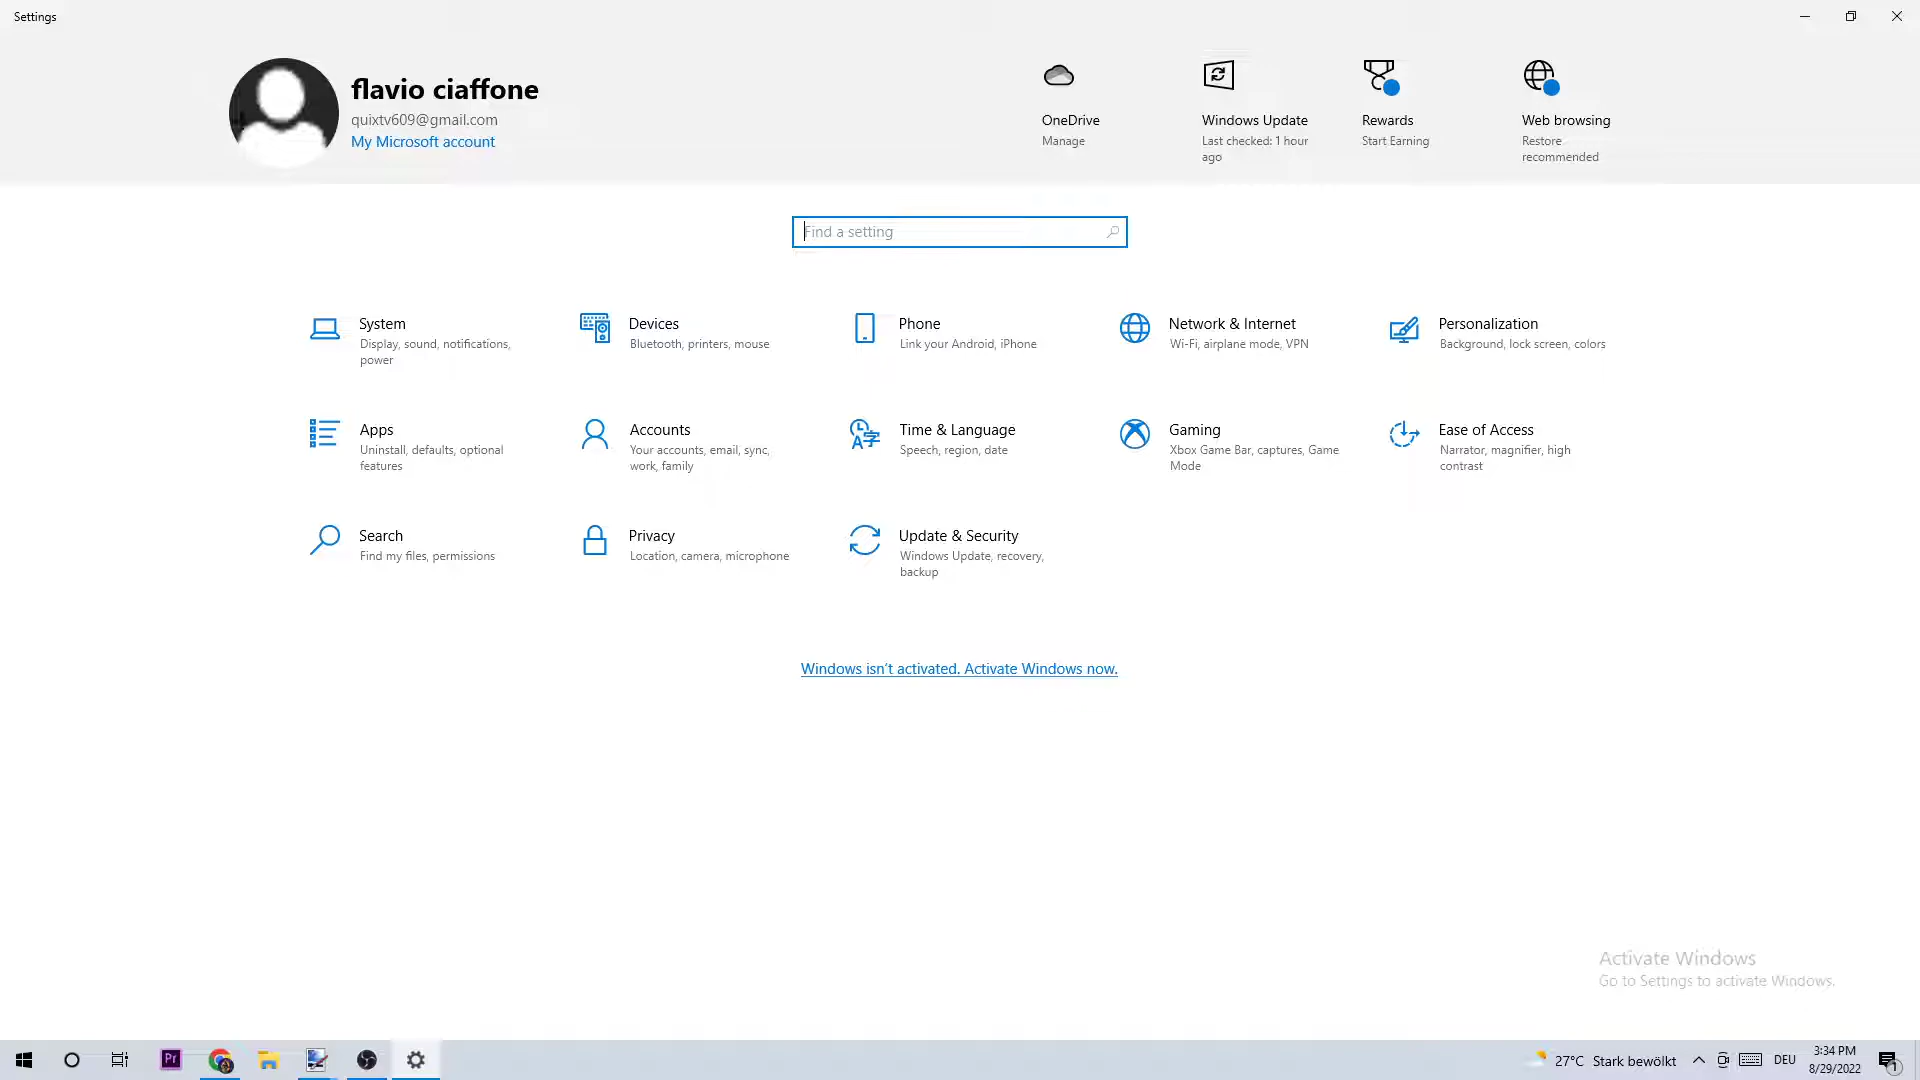 Settings
flavio ciaffone
quixtv609@gmail.com
My Microsoft account
OneDrive
Manage
Windows Update
Last checked: 1 hour
ago
Rewards
Start Earning
Web browsing
Restore
recommended
Find a setting
System
Display, sound, notifications,
power
Devices
Bluetooth, printers, mouse
Phone
Link your Android, iPhone
Network & Internet
Wi-Fi, airplane mode, VPN
Personalization
Background, lock screen, colors
Apps
Uninstall, defaults, optional
features
Accounts
Your accounts, email, sync,
work, family
Time & Language
Speech, region, date
Gaming
Xbox Game Bar, captures, Game
Mode
Ease of Access
Narrator, magnifier, high
contrast
Search
Find my files, permissions
Privacy
Location, camera, microphone
Update & Security
Windows Update, recovery,
backup
Windows isn't activated. Activate Windows now.
Activate Windows
Go to Settings to activate Windows.
Pr
27°C Stark bewölkt
DEU
3:34 PM
8/29/2022
1